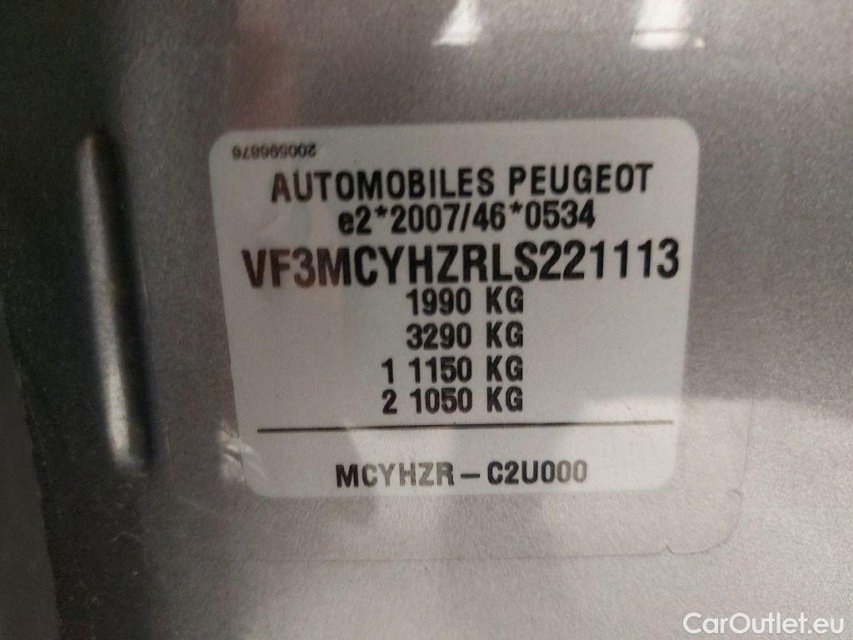 200596876
AUTOMOBILES PEUGEOT
e2*2007/46*0534
VF3MCYHZRLS221113
1990 KG
3290 KG
1 1150 KG
2 1050 KG
MCYHZR – C2U000
CarOutlet.eu